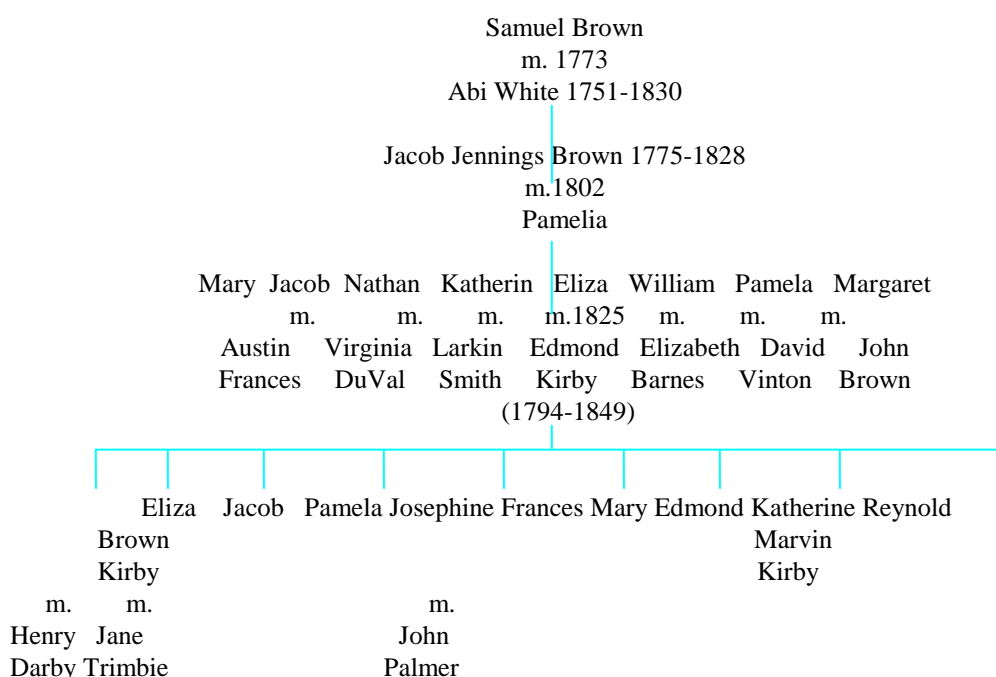 Samuel Brown
m. 1773
Abi White 1751-1830
Jacob Jennings Brown 1775-1828
m.1802
Pamelia
Mary Jacob Nathan Katherin Eliza William Pamela Margaret
m. m. m. m.1825 m. m. m.
Austin Virginia Larkin Edmond Elizabeth David John
Frances DuVal Smith Kirby Barnes Vinton Brown
(1794-1849)
Eliza Jacob Pamela Josephine Frances Mary Edmond Katherine Reynold
Brown Marvin
Kirby Kirby
m. m. m.
Henry Jane John
Darby Trimbie Palmer